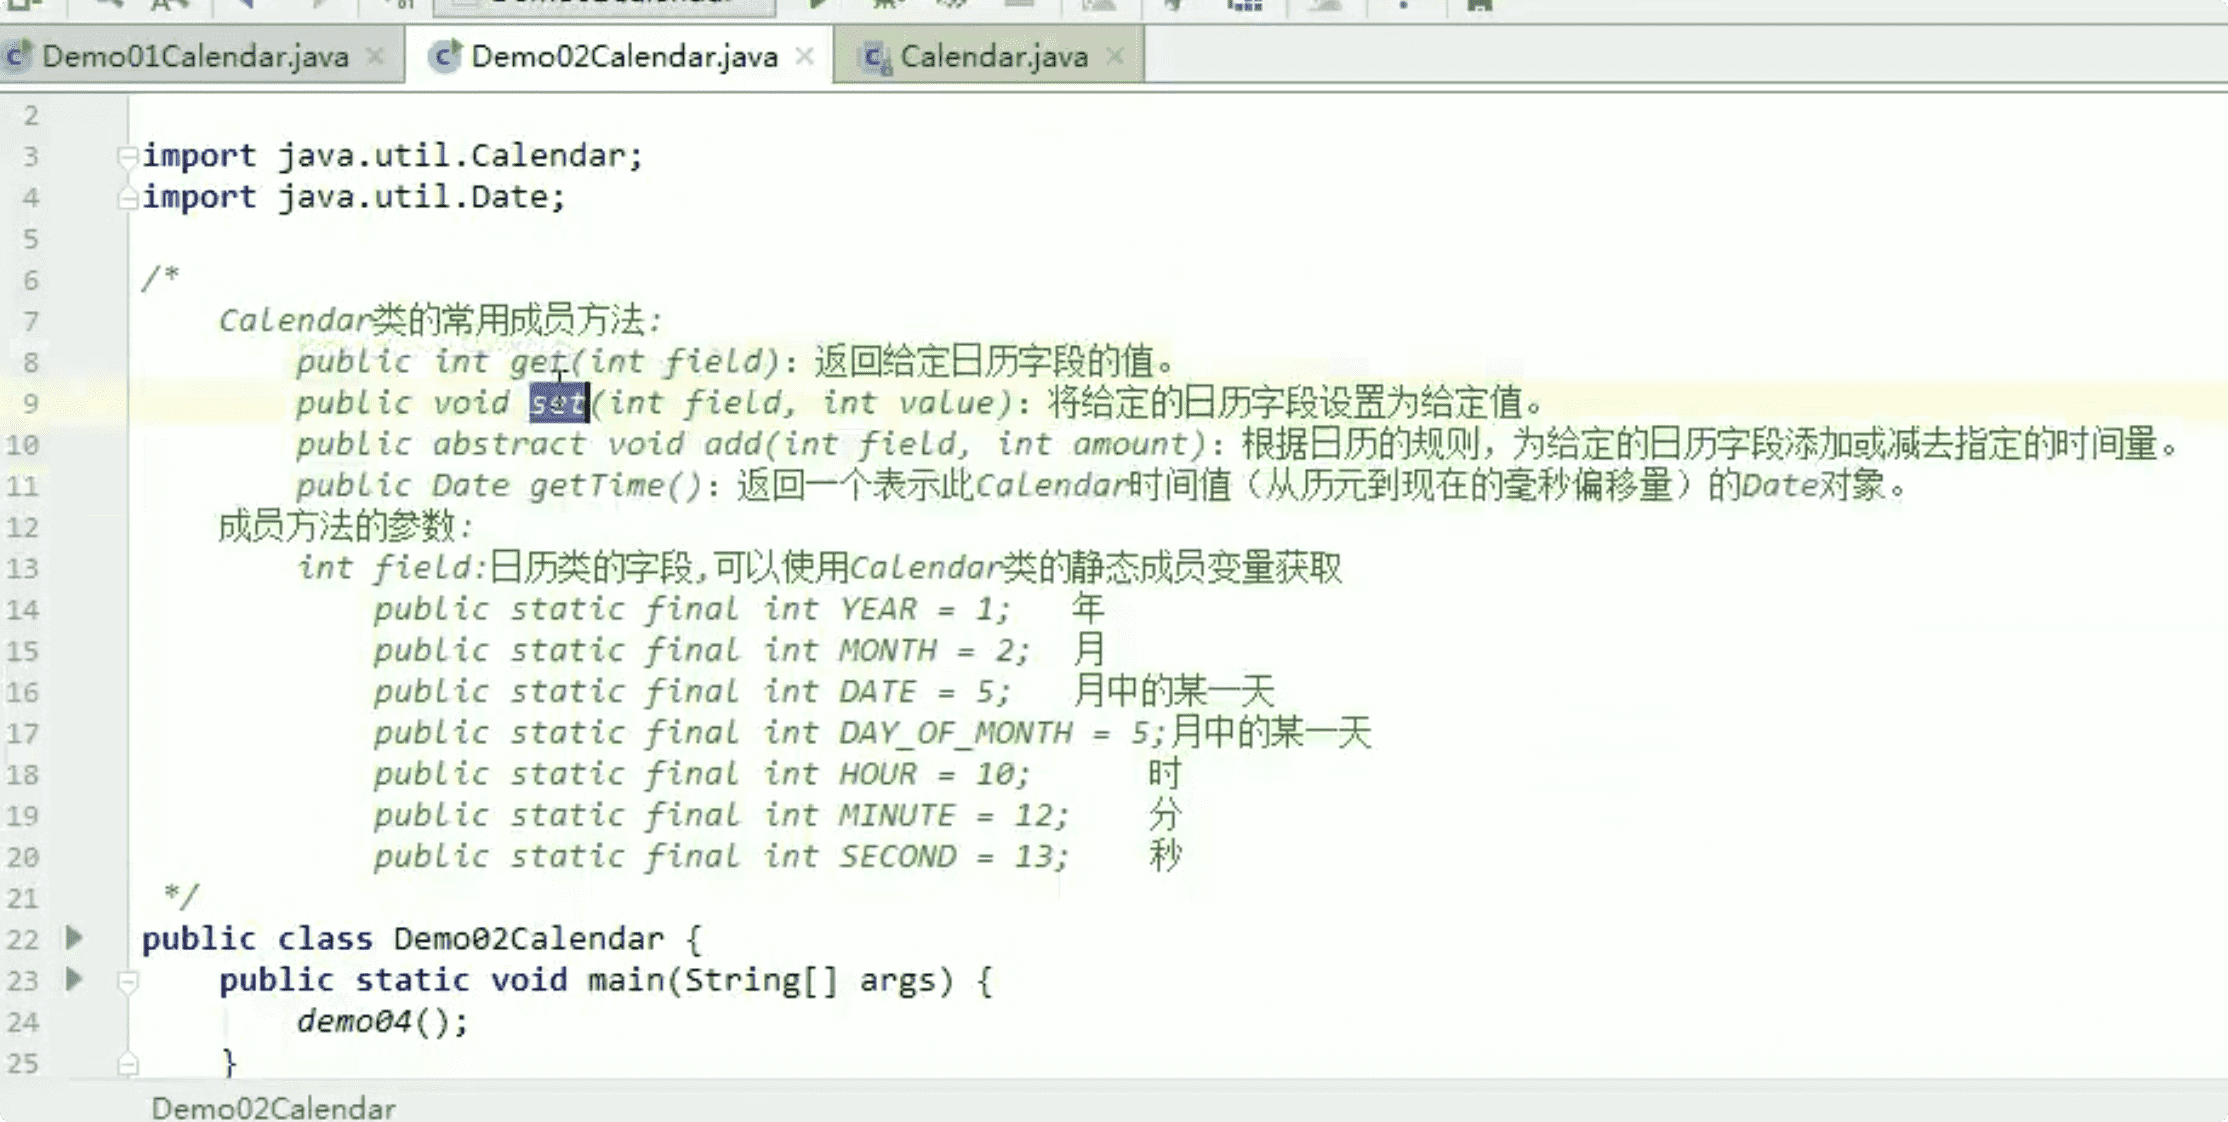 Demo01Calendar.java
Demo02Calendar.java
Calendar.java
2
3 import java.util.Calendar;
4 import java.util.Date;
5
6 /*
7 Calendar类的常用成员方法:
8 public int get(int field): 返回给定日历字段的值。
9 public void set(int field, int value): 将给定的日历字段设置为给定值。
10 public abstract void add(int field, int amount): 根据日历的规则，为给定的日历字段添加或减去指定的时间量。
11 public Date getTime(): 返回一个表示此Calendar时间值（从历元到现在的毫秒偏移量）的Date对象。
12 成员方法的参数:
13 int field:日历类的字段,可以使用Calendar类的静态成员变量获取
14 public static final int YEAR = 1; 年
15 public static final int MONTH = 2; 月
16 public static final int DATE = 5; 月中的某一天
17 public static final int DAY_OF_MONTH = 5;月中的某一天
18 public static final int HOUR = 10; 时
19 public static final int MINUTE = 12; 分
20 public static final int SECOND = 13; 秒
21 */
22 public class Demo02Calendar {
23 public static void main(String[] args) {
24 demo04();
25 }
Demo02Calendar